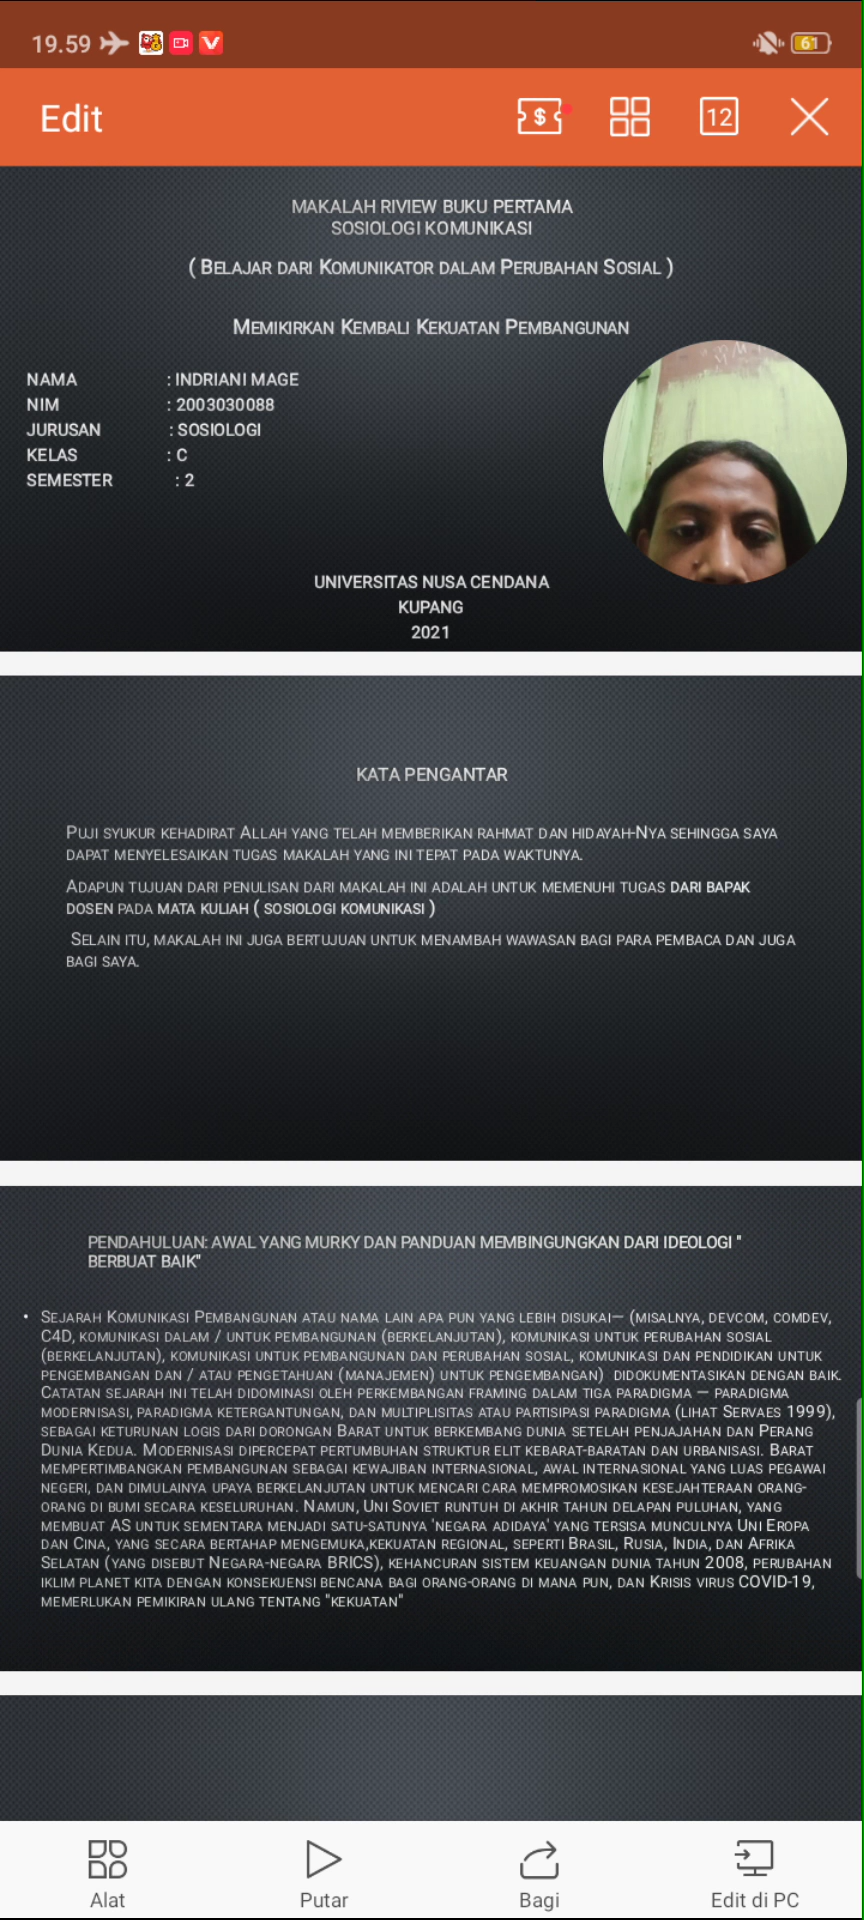 19.59
61
Edit
$
12
MAKALAH RIVIEW BUKU PERTAMA
SOSIOLOGI KOMUNIKASI
( BELAJAR DARI KOMUNIKATOR DALAM PERUBAHAN SOSIAL )
MEMIKIRKAN KEMBALI KEKUATAN PEMBANGUNAN
NAMA : INDRIANI MAGE
NIM : 2003030088
JURUSAN : SOSIOLOGI
KELAS : C
SEMESTER : 2
UNIVERSITAS NUSA CENDANA
KUPANG
2021
KATA PENGANTAR
PUJI SYUKUR KEHADIRAT ALLAH YANG TELAH MEMBERIKAN RAHMAT DAN HIDAYAH-NYA SEHINGGA SAYA
DAPAT MENYELESAIKAN TUGAS MAKALAH YANG INI TEPAT PADA WAKTUNYA.
ADAPUN TUJUAN DARI PENULISAN DARI MAKALAH INI ADALAH UNTUK MEMENUHI TUGAS DARI BAPAK
DOSEN PADA MATA KULIAH ( SOSIOLOGI KOMUNIKASI )
SELAIN ITU, MAKALAH INI JUGA BERTUJUAN UNTUK MENAMBAH WAWASAN BAGI PARA PEMBACA DAN JUGA
BAGI SAYA.
PENDAHULUAN: AWAL YANG MURKY DAN PANDUAN MEMBINGUNGKAN DARI IDEOLOGI "
BERBUAT BAIK"
• SEJARAH KOMUNIKASI PEMBANGUNAN ATAU NAMA LAIN APA PUN YANG LEBIH DISUKAI— (MISALNYA, DEVCOM, COMDEV,
C4D, KOMUNIKASI DALAM / UNTUK PEMBANGUNAN (BERKELANJUTAN), KOMUNIKASI UNTUK PERUBAHAN SOSIAL
(BERKELANJUTAN), KOMUNIKASI UNTUK PEMBANGUNAN DAN PERUBAHAN SOSIAL, KOMUNIKASI DAN PENDIDIKAN UNTUK
PENGEMBANGAN DAN / ATAU PENGETAHUAN (MANAJEMEN) UNTUK PENGEMBANGAN) DIDOKUMENTASIKAN DENGAN BAIK.
CATATAN SEJARAH INI TELAH DIDOMINASI OLEH PERKEMBANGAN FRAMING DALAM TIGA PARADIGMA — PARADIGMA
MODERNISASI, PARADIGMA KETERGANTUNGAN, DAN MULTIPLISITAS ATAU PARTISIPASI PARADIGMA (LIHAT SERVAES 1999),
SEBAGAI KETURUNAN LOGIS DARI DORONGAN BARAT UNTUK BERKEMBANG DUNIA SETELAH PENJAJAHAN DAN PERANG
DUNIA KEDUA. MODERNISASI DIPERCEPAT PERTUMBUHAN STRUKTUR ELIT KEBARAT-BARATAN DAN URBANISASI. BARAT
MEMPERTIMBANGKAN PEMBANGUNAN SEBAGAI KEWAJIBAN INTERNASIONAL, AWAL INTERNASIONAL YANG LUAS PEGAWAI
NEGERI, DAN DIMULAINYA UPAYA BERKELANJUTAN UNTUK MENCARI CARA MEMPROMOSIKAN KESEJAHTERAAN ORANG-
ORANG DI BUMI SECARA KESELURUHAN. NAMUN, UNI SOVIET RUNTUH DI AKHIR TAHUN DELAPAN PULUHAN, YANG
MEMBUAT AS UNTUK SEMENTARA MENJADI SATU-SATUNYA 'NEGARA ADIDAYA' YANG TERSISA MUNCULNYA UNI EROPA
DAN CINA, YANG SECARA BERTAHAP MENGEMUKA,KEKUATAN REGIONAL, SEPERTI BRASIL, RUSIA, INDIA, DAN AFRIKA
SELATAN (YANG DISEBUT NEGARA-NEGARA BRICS), KEHANCURAN SISTEM KEUANGAN DUNIA TAHUN 2008, PERUBAHAN
IKLIM PLANET KITA DENGAN KONSEKUENSI BENCANA BAGI ORANG-ORANG DI MANA PUN, DAN KRISIS VIRUS COVID-19,
MEMERLUKAN PEMIKIRAN ULANG TENTANG "KEKUATAN"
Alat
Putar
Bagi
Edit di PC